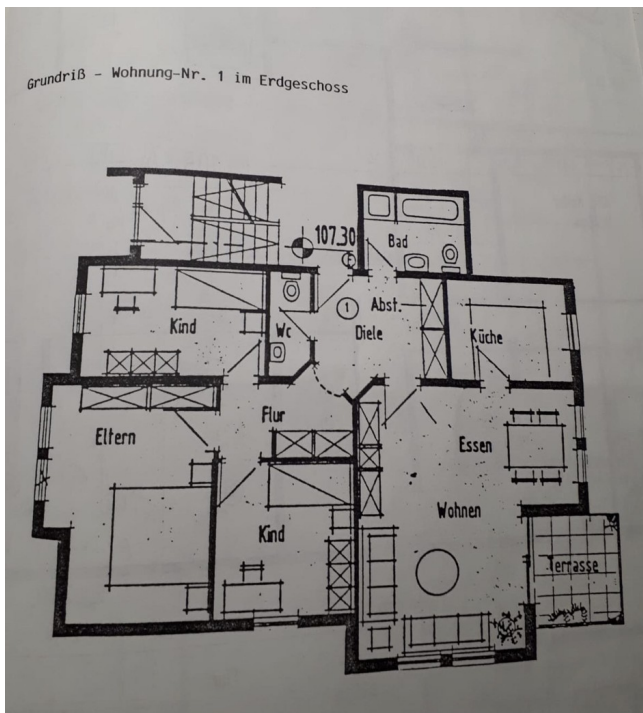 Grundriß - Wohnung-Nr. 1 im Erdgeschoss
107.30
E
Bad
1
Abst.
Kind
Wc
Diele
Küche
Flur
Eltern
Essen
Kind
Wohnen
Terrasse